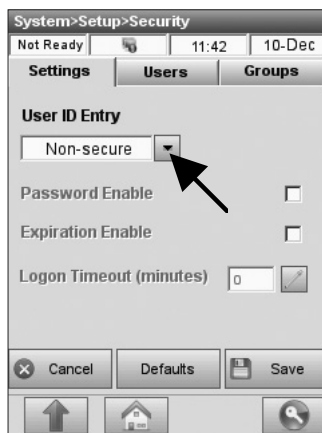 System>Setup>Security
Not Ready 11:42 10-Dec
Settings Users Groups
User ID Entry
Non-secure
Password Enable
Expiration Enable
Logon Timeout (minutes) 0
Cancel Defaults Save